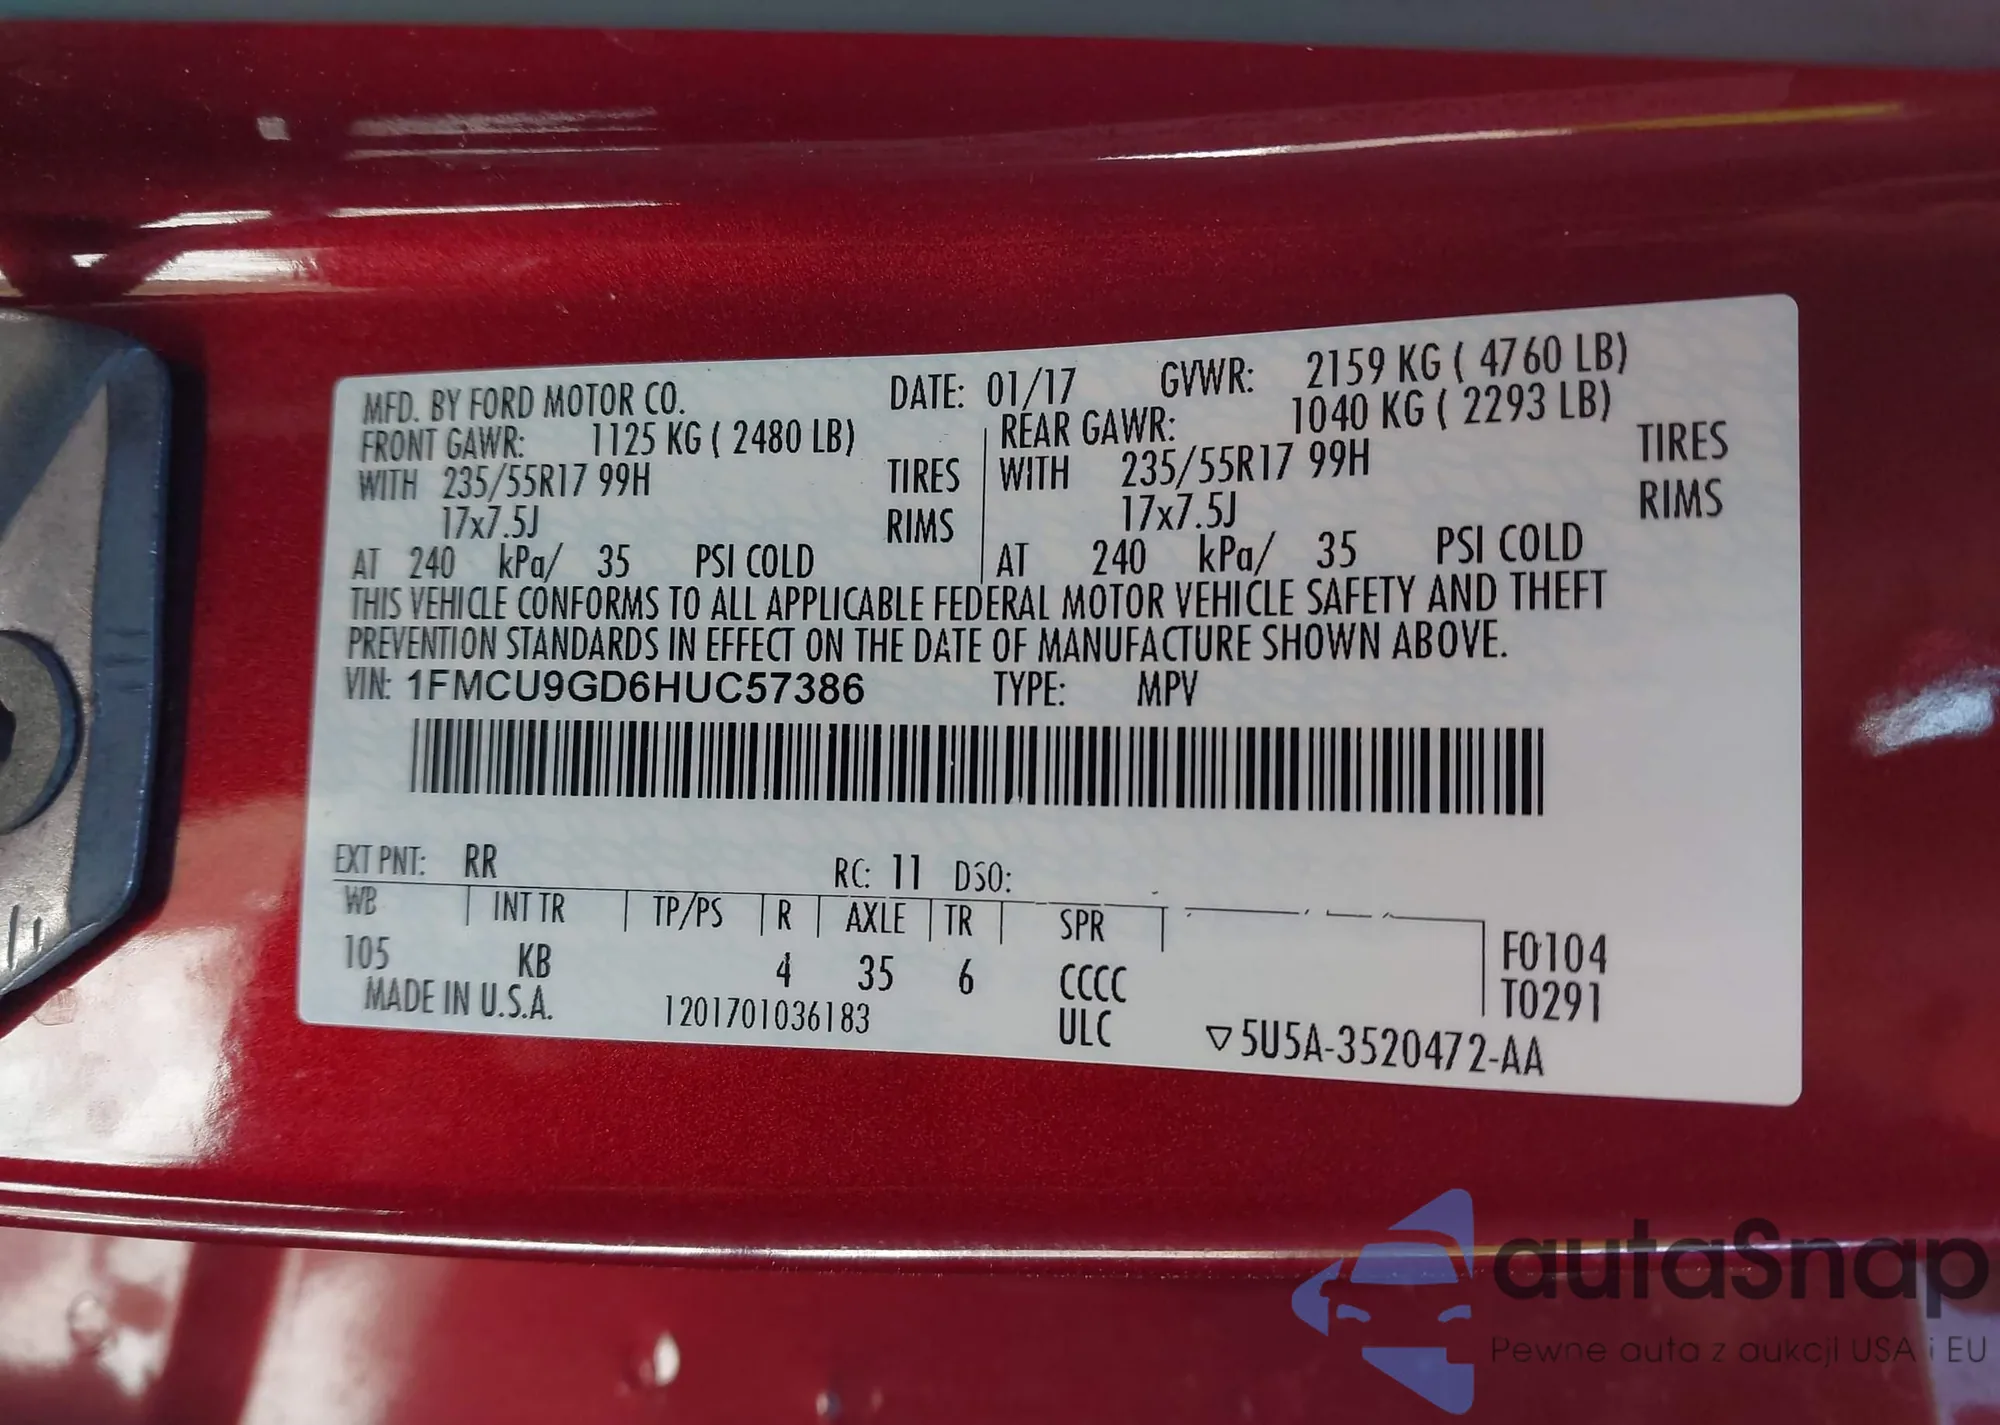 MFD. BY FORD MOTOR CO. DATE: 01/17 GVWR: 2159 KG ( 4760 LB)
FRONT GAWR: 1125 KG ( 2480 LB) REAR GAWR: 1040 KG ( 2293 LB)
WITH 235/55R17 99H TIRES WITH 235/55R17 99H TIRES
17x7.5J RIMS 17x7.5J RIMS
AT 240 kPa/ 35 PSI COLD AT 240 kPa/ 35 PSI COLD
THIS VEHICLE CONFORMS TO ALL APPLICABLE FEDERAL MOTOR VEHICLE SAFETY AND THEFT
PREVENTION STANDARDS IN EFFECT ON THE DATE OF MANUFACTURE SHOWN ABOVE.
VIN: 1FMCU9GD6HUC57386 TYPE: MPV
EXT PNT: RR RC: 11 DSO:
WB INT TR TP/PS R AXLE TR SPR
105 KB 4 35 6 CCCC F0104
MADE IN U.S.A. 1201701036183 ULC T0291
▽5U5A-3520472-AA
autaSnap
Pewne auta z aukcji USA i EU